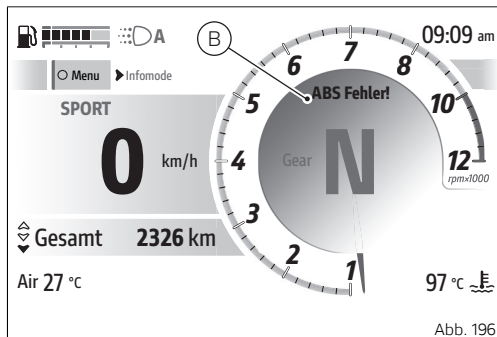 A
09:09 am
B
Menu
Infomode
SPORT
0 km/h
Gesamt 2326 km
Air 27 °C
ABS Fehler!
Gear N
1
2
3
4
5
6
7
8
10
12
rpm×1000
97 °C
Abb. 196